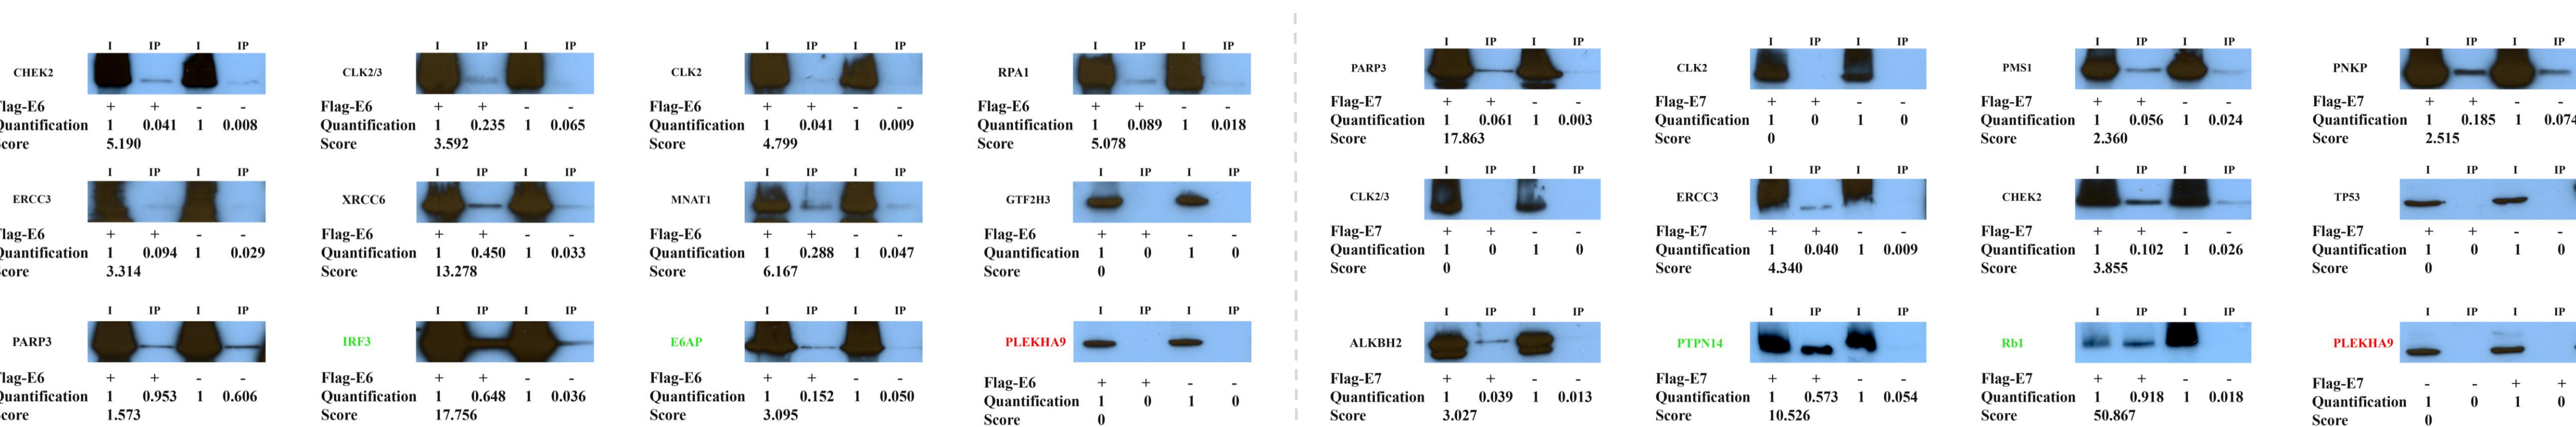 I IP I IP
CHEK2
Flag-E6 + + - -
Quantification 1 0.041 1 0.008
core 5.190
I IP I IP
CLK2/3
Flag-E6 + + - -
Quantification 1 0.235 1 0.065
Score 3.592
I IP I IP
CLK2
Flag-E6 + + - -
Quantification 1 0.041 1 0.009
Score 4.799
I IP I IP
RPA1
Flag-E6 + + - -
Quantification 1 0.089 1 0.018
Score 5.078
I IP I IP
ERCC3
Flag-E6 + + - -
Quantification 1 0.094 1 0.029
core 3.314
I IP I IP
XRCC6
Flag-E6 + + - -
Quantification 1 0.450 1 0.033
Score 13.278
I IP I IP
MNAT1
Flag-E6 + + - -
Quantification 1 0.288 1 0.047
Score 6.167
I IP I IP
GTF2H3
Flag-E6 + + - -
Quantification 1 0 1 0
Score 0
I IP I IP
PARP3
Flag-E6 + + - -
Quantification 1 0.953 1 0.606
core 1.573
I IP I IP
IRF3
Flag-E6 + + - -
Quantification 1 0.648 1 0.036
Score 17.756
I IP I IP
E6AP
Flag-E6 + + - -
Quantification 1 0.152 1 0.050
Score 3.095
I IP I IP
PLEKHA9
Flag-E6 + + - -
Quantification 1 0 1 0
Score 0
I IP I IP
PARP3
Flag-E7 + + - -
Quantification 1 0.061 1 0.003
Score 17.863
I IP I IP
CLK2
Flag-E7 + + - -
Quantification 1 0 1 0
Score 0
I IP I IP
PMS1
Flag-E7 + + - -
Quantification 1 0.056 1 0.024
Score 2.360
I IP I IP
PNKP
Flag-E7 + + - -
Quantification 1 0.185 1 0.074
Score 2.515
I IP I IP
CLK2/3
Flag-E7 + + - -
Quantification 1 0 1 0
Score 0
I IP I IP
ERCC3
Flag-E7 + + - -
Quantification 1 0.040 1 0.009
Score 4.340
I IP I IP
CHEK2
Flag-E7 + + - -
Quantification 1 0.102 1 0.026
Score 3.855
I IP I IP
TP53
Flag-E7 + + - -
Quantification 1 0 1 0
Score 0
I IP I IP
ALKBH2
Flag-E7 + + - -
Quantification 1 0.039 1 0.013
Score 3.027
I IP I IP
PTPN14
Flag-E7 + + - -
Quantification 1 0.573 1 0.054
Score 10.526
I IP I IP
Rb1
Flag-E7 + + - -
Quantification 1 0.918 1 0.018
Score 50.867
I IP I IP
PLEKHA9
Flag-E7 - - + +
Quantification 1 0 1 0
Score 0